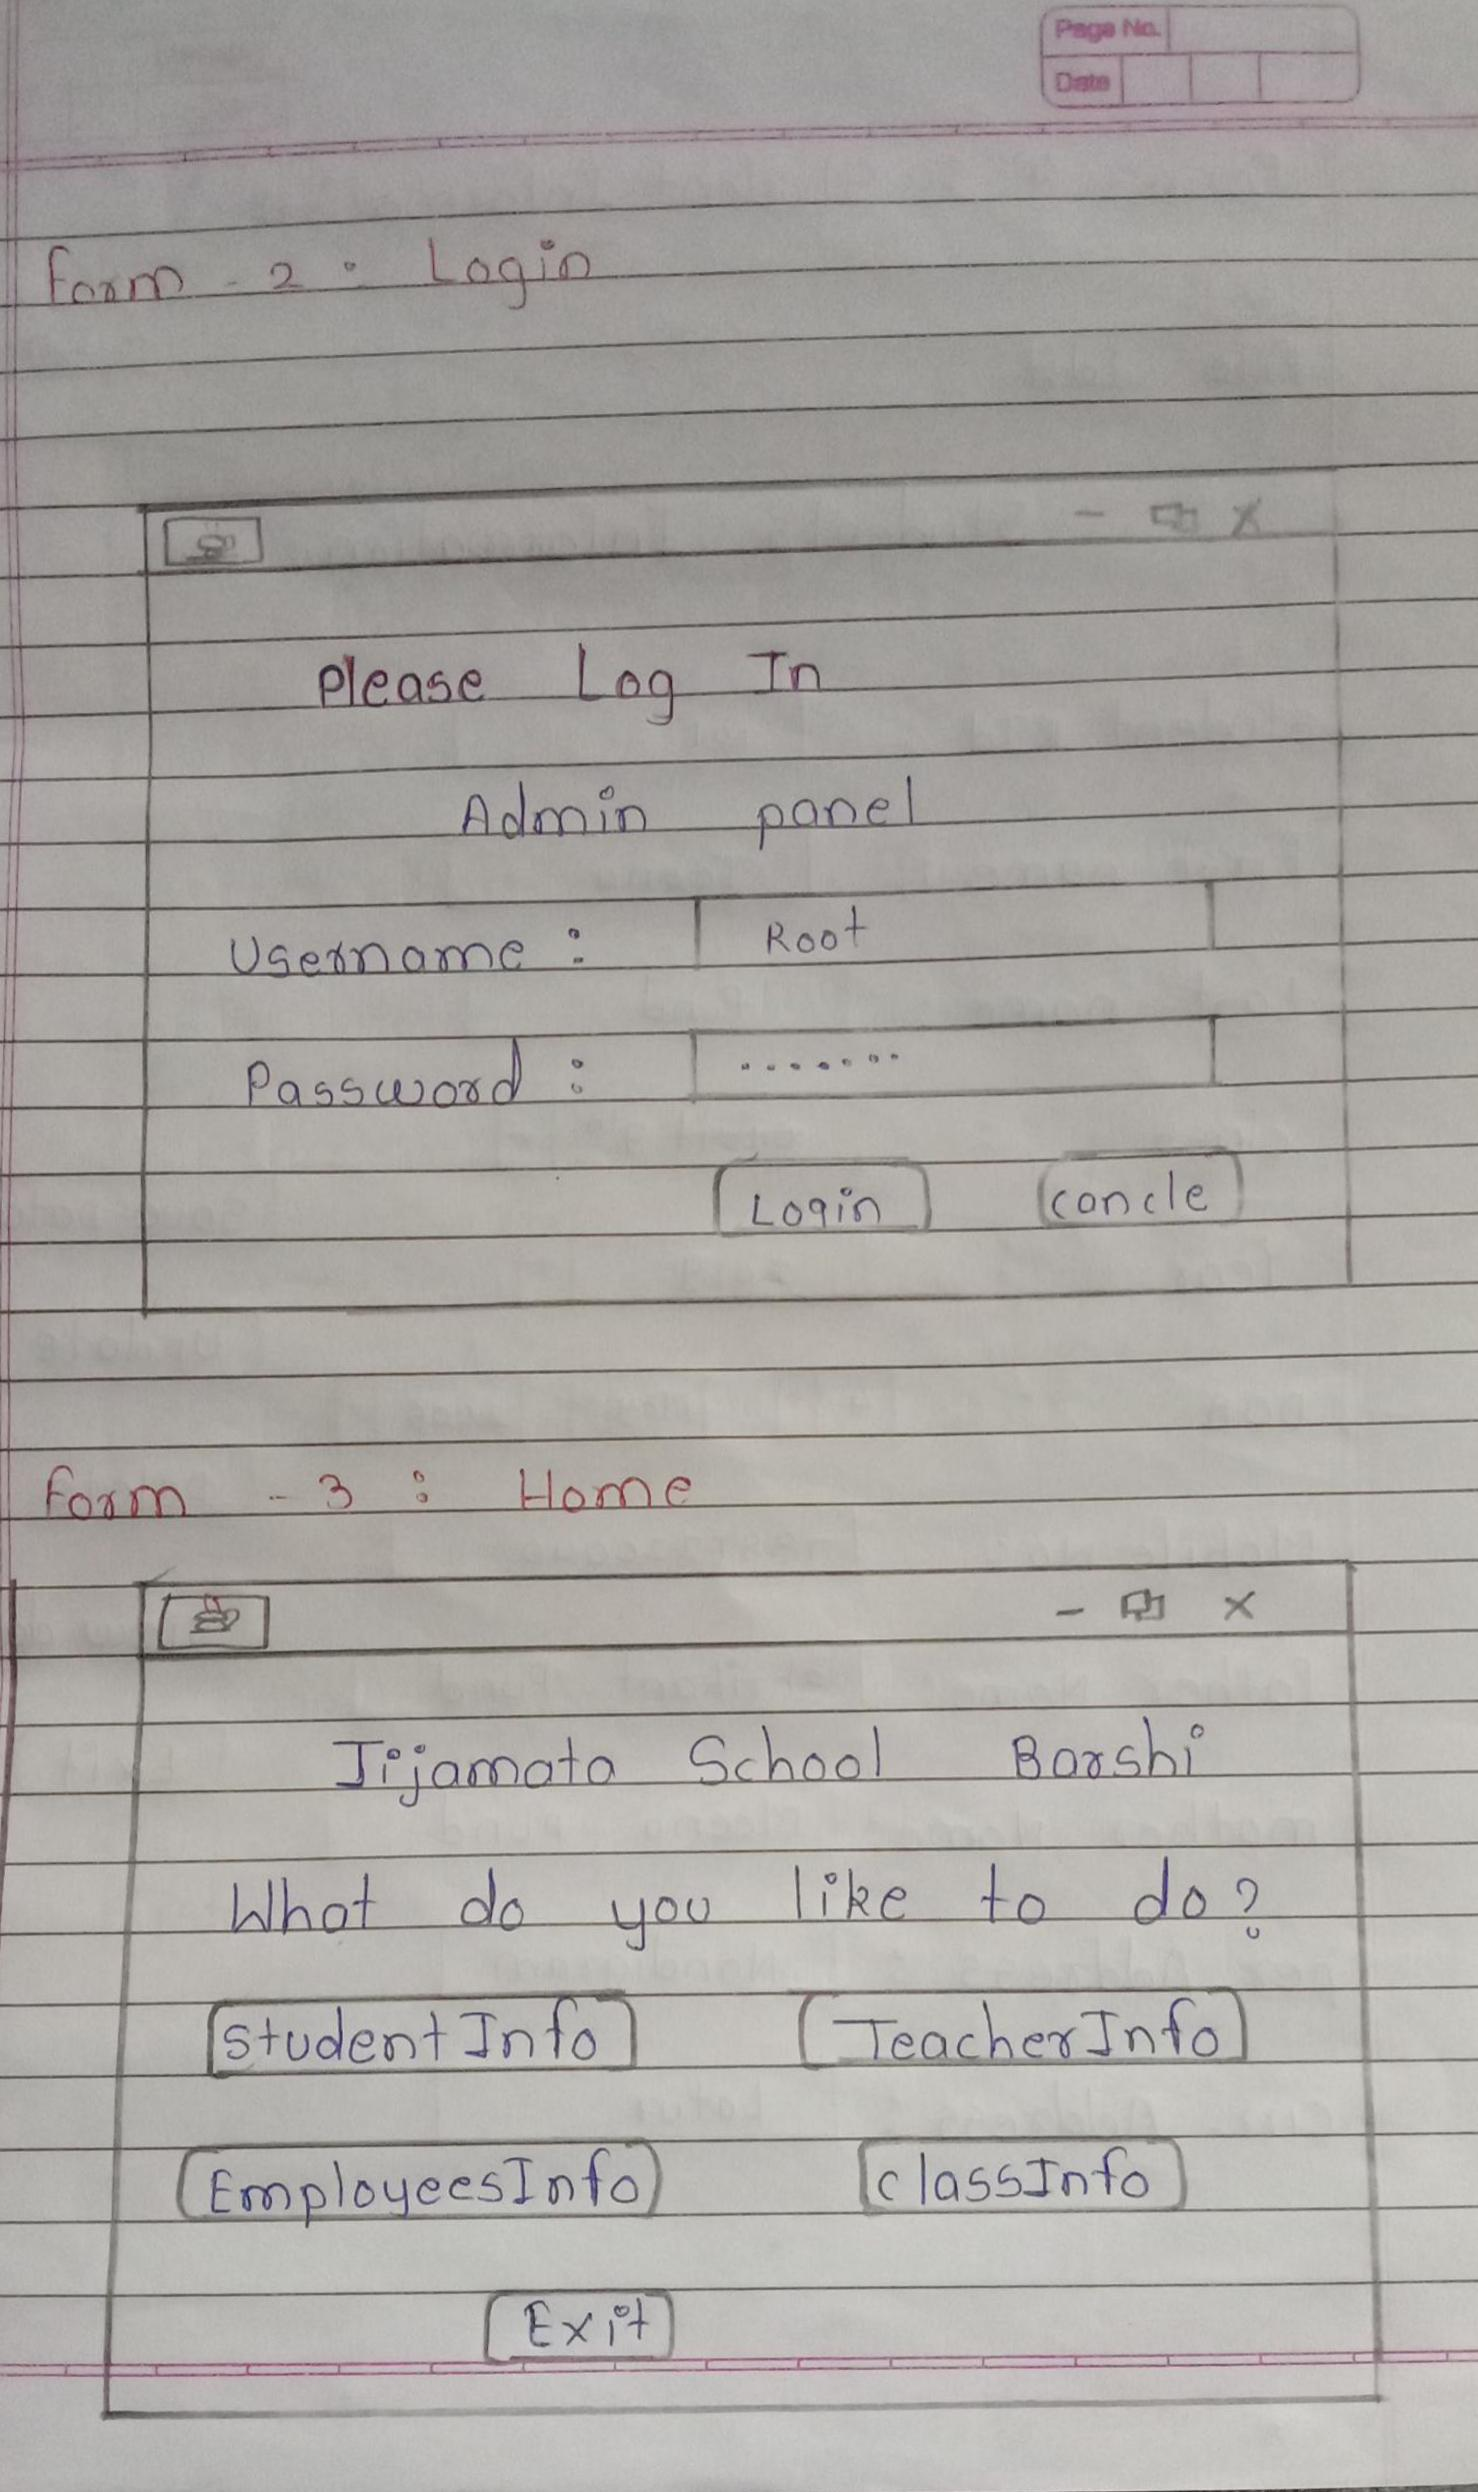 Page No.
Date
Form - 2 : Login
Please Log In
Admin panel
Username : Root
Password : .......
Login concle
Form - 3 : Home
Jijamata School Barshi
What do you like to do?
StudentInfo TeacherInfo
EmployeesInfo classInfo
Exit